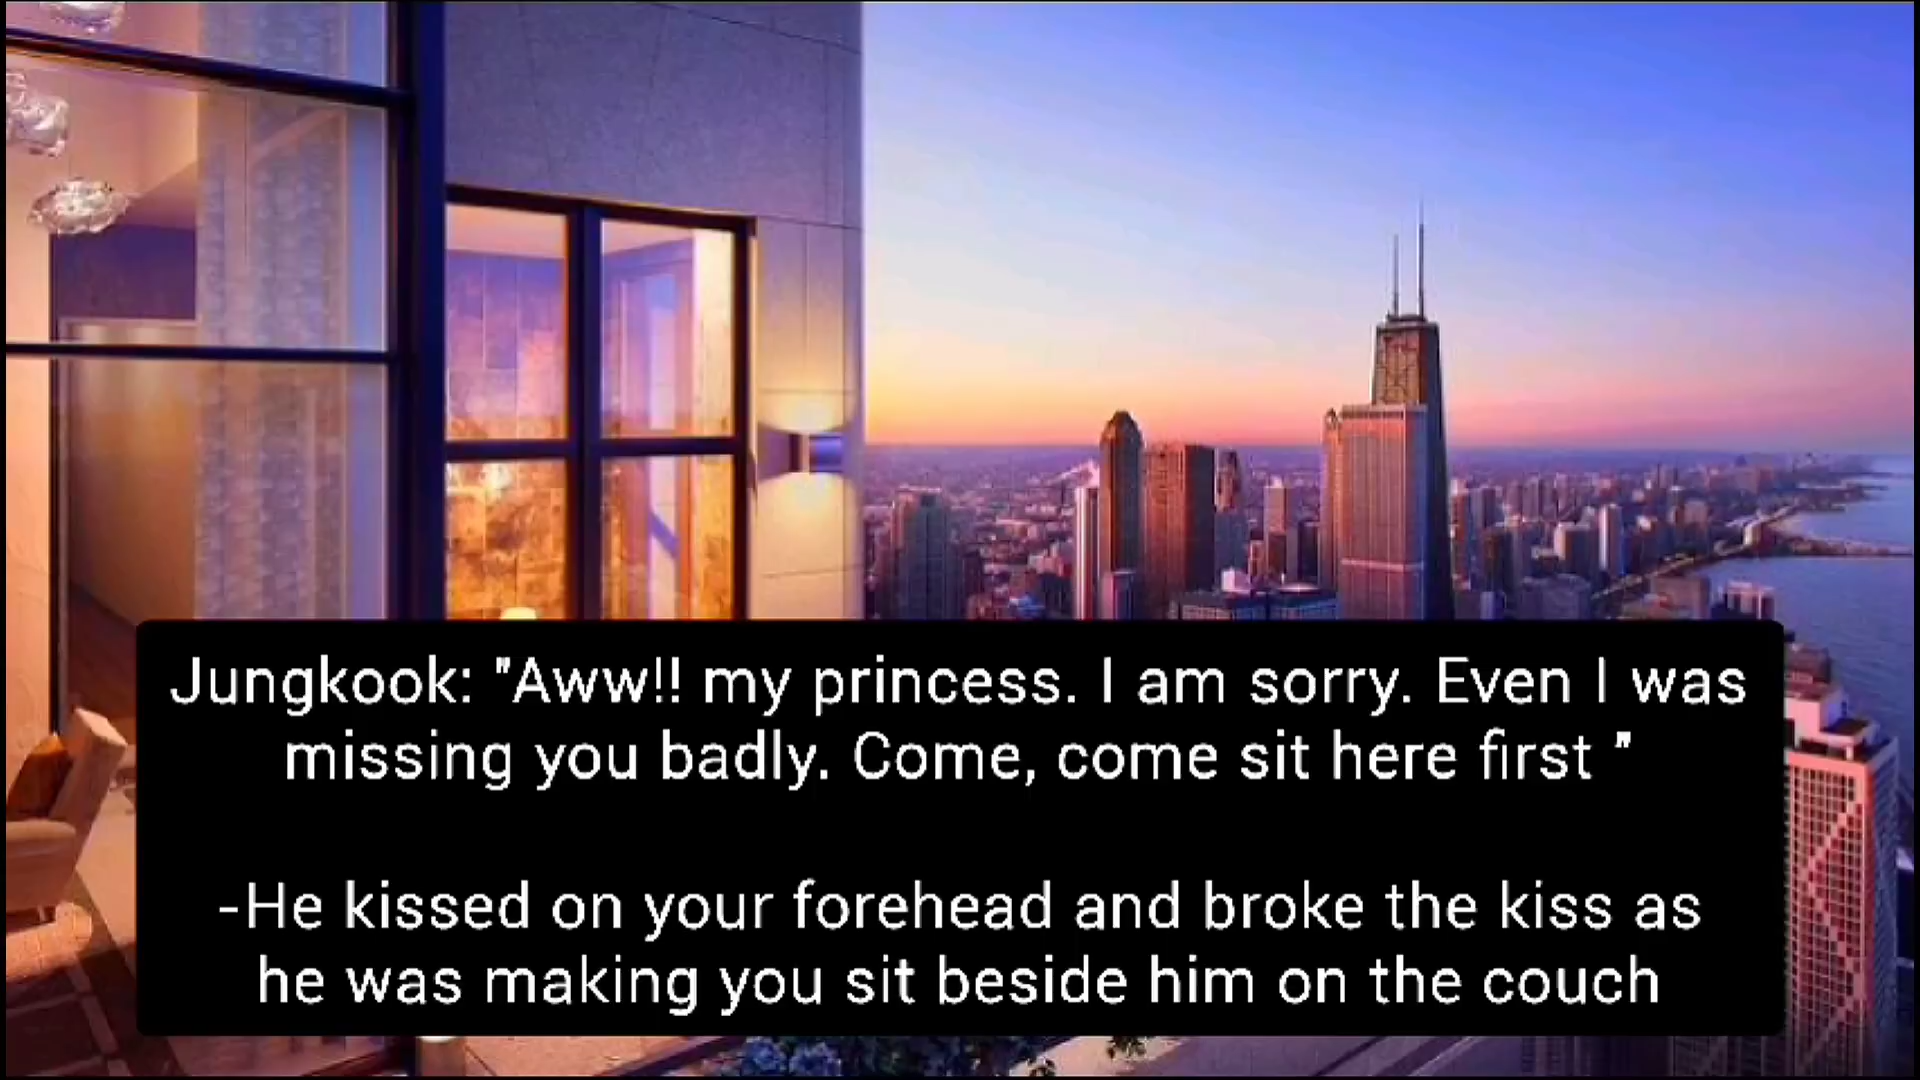 Jungkook: "Aww!! my princess. I am sorry. Even I was
missing you badly. Come, come sit here first "
-He kissed on your forehead and broke the kiss as
he was making you sit beside him on the couch